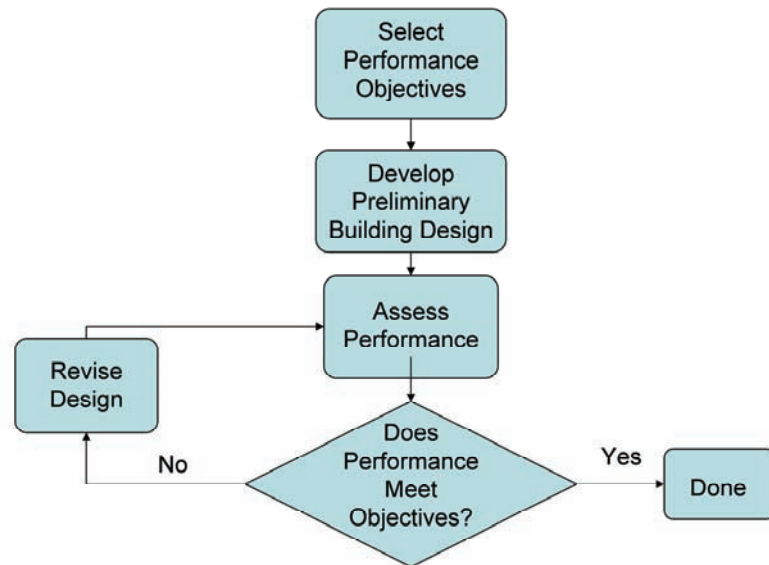 Select
Performance
Objectives
Develop
Preliminary
Building Design
Assess
Performance
Revise
Design
Does
Performance
Meet
Objectives?
No
Yes
Done